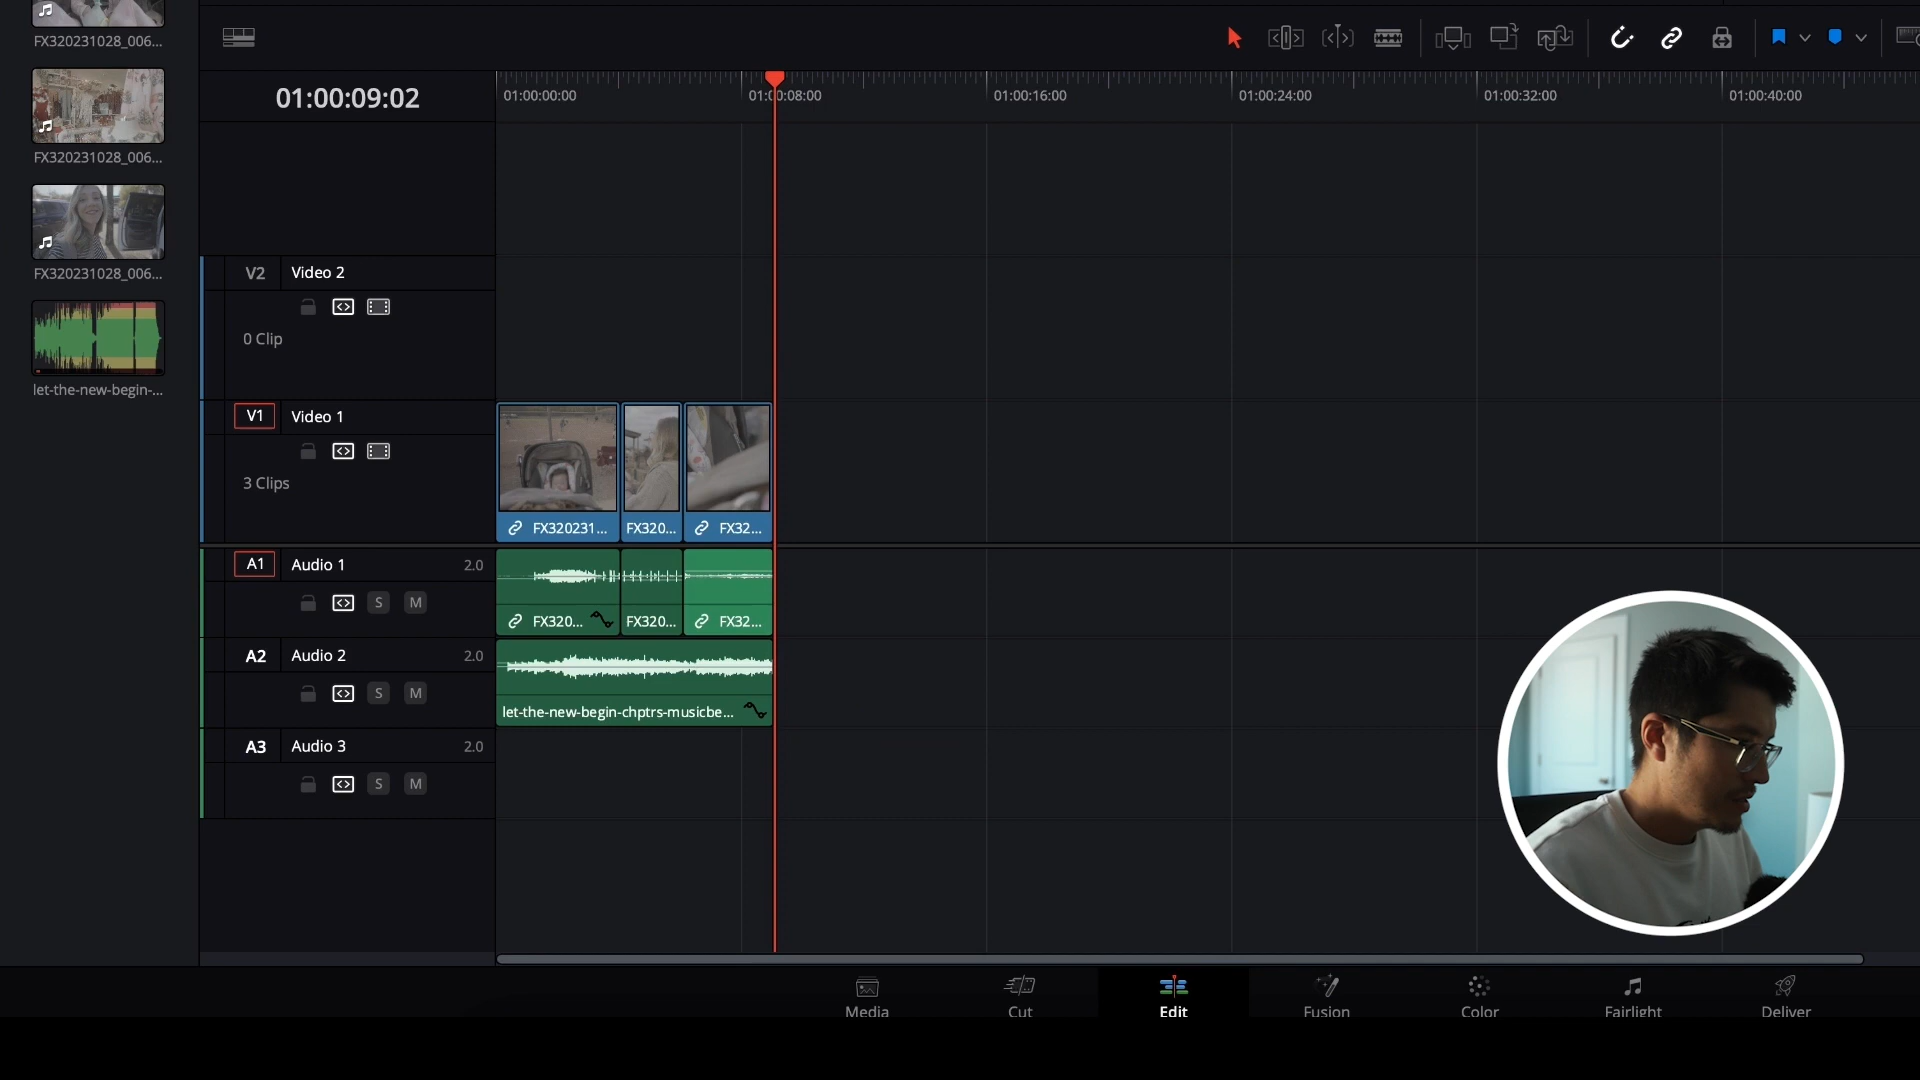 FX320231028_006...
FX320231028_006...
FX320231028_006...
let-the-new-begin-...
01:00:09:02
01:00:00:00
01:00:08:00
01:00:16:00
01:00:24:00
01:00:32:00
01:00:40:00
V2 Video 2
0 Clip
V1 Video 1
3 Clips
FX320231...
FX320...
FX32...
A1 Audio 1 2.0
S M
FX320...
FX320...
FX32...
A2 Audio 2 2.0
S M
let-the-new-begin-chptrs-musicbe...
A3 Audio 3 2.0
S M
Media
Cut
Edit
Fusion
Color
Fairlight
Deliver